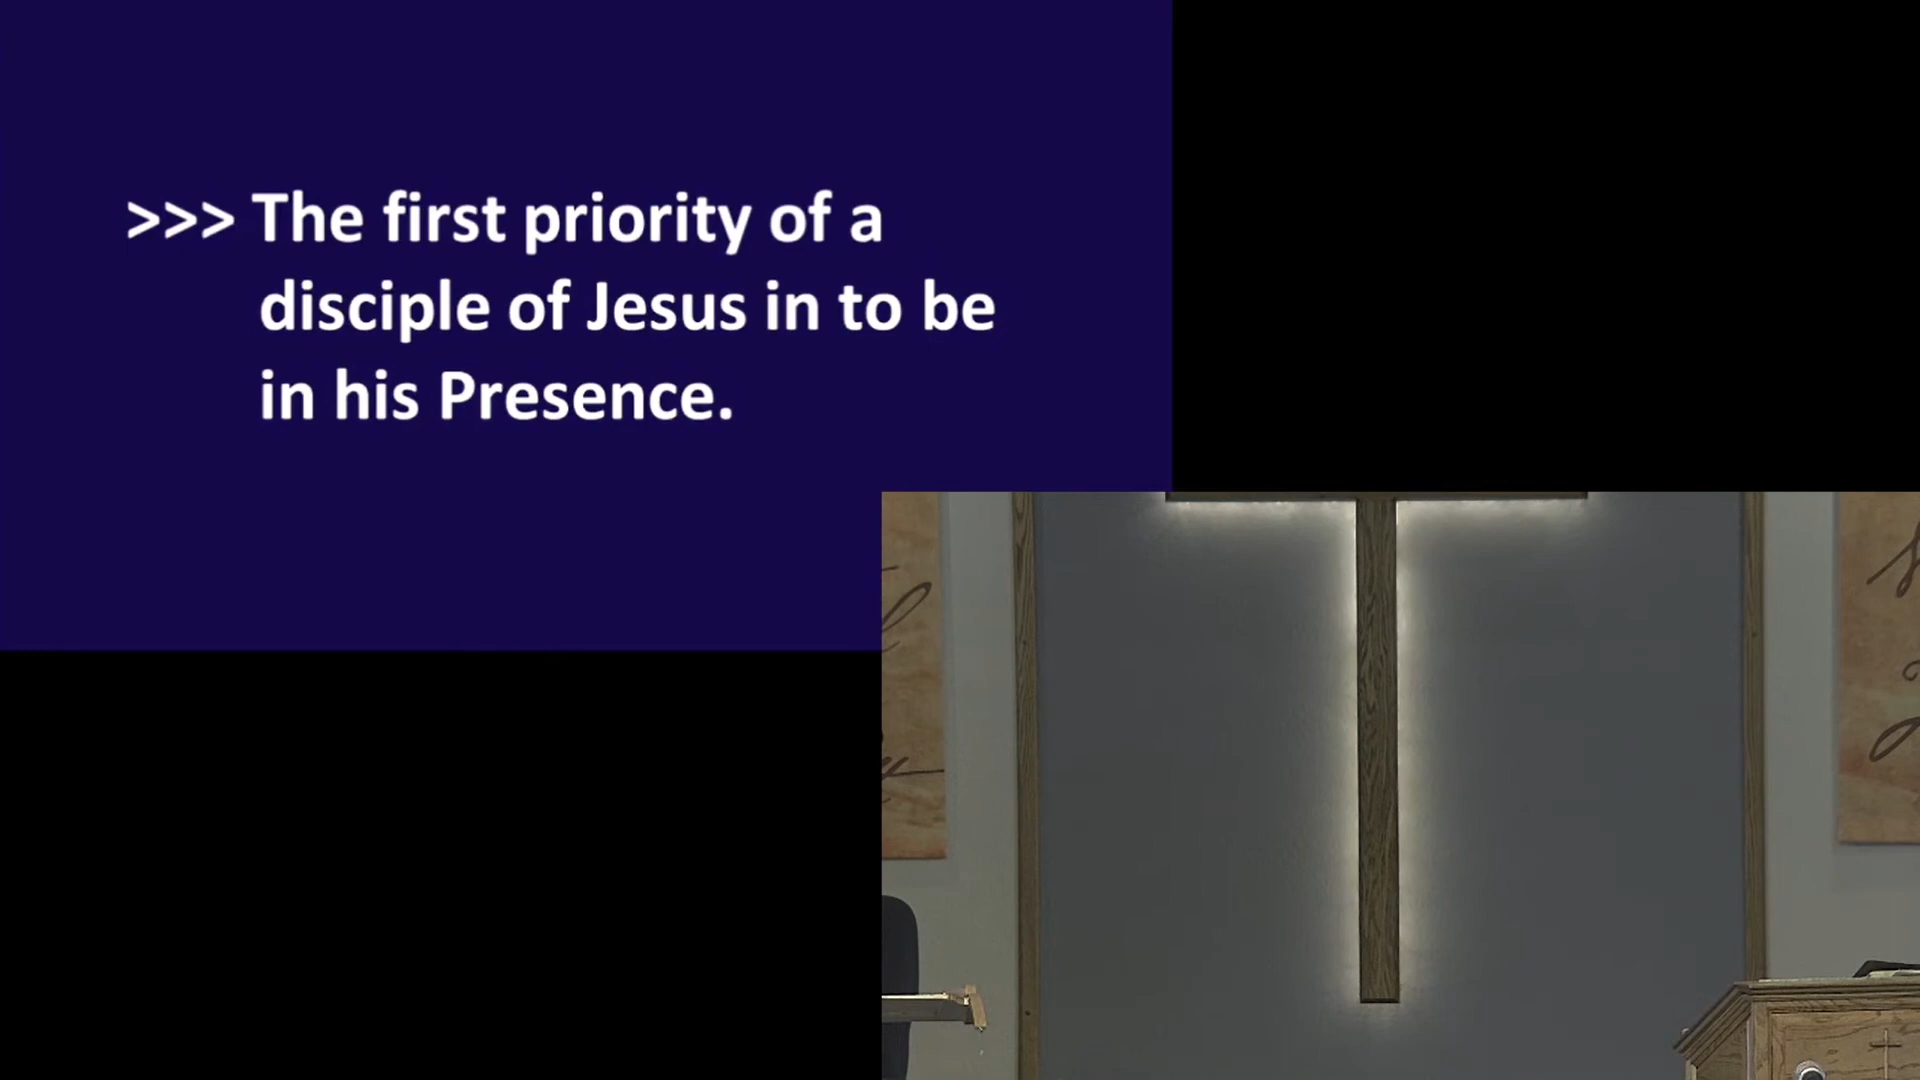 >>> The first priority of a
disciple of Jesus in to be
in his Presence.